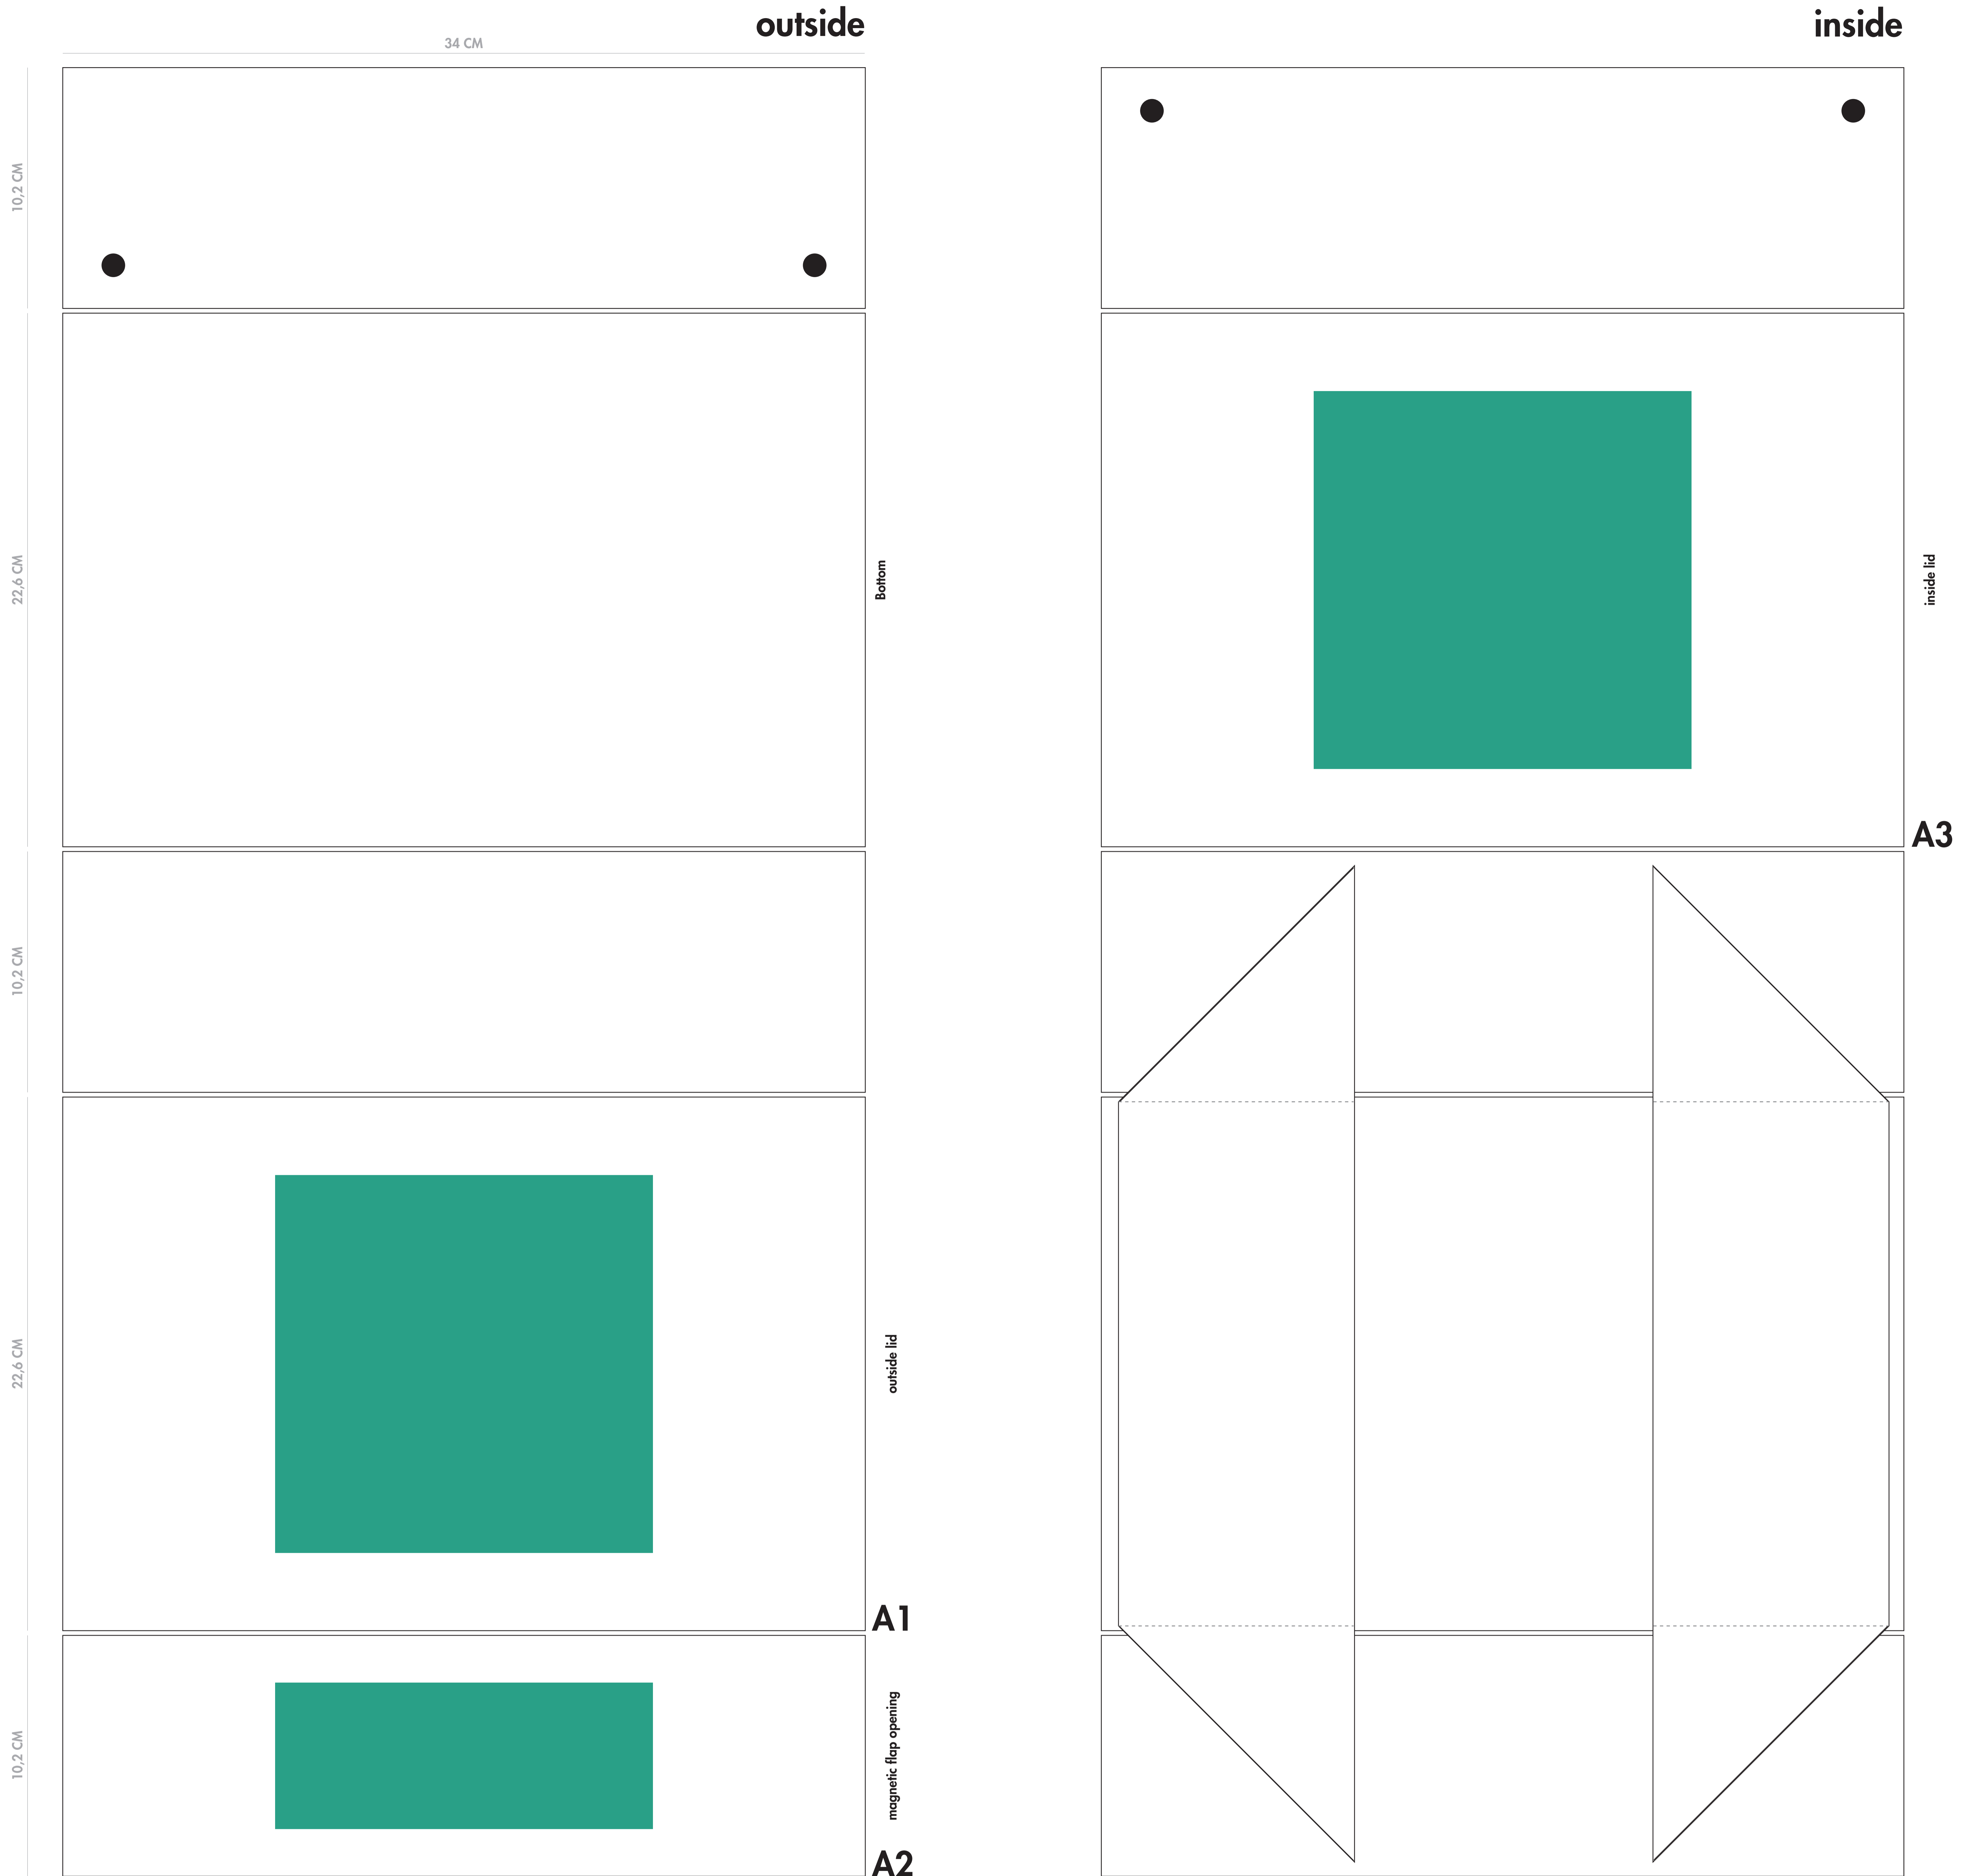 outside
inside
34 CM
10,2 CM
22,6 CM
Bottom
inside lid
A3
10,2 CM
22,6 CM
outside lid
A1
10,2 CM
magnetic flap opening
A2